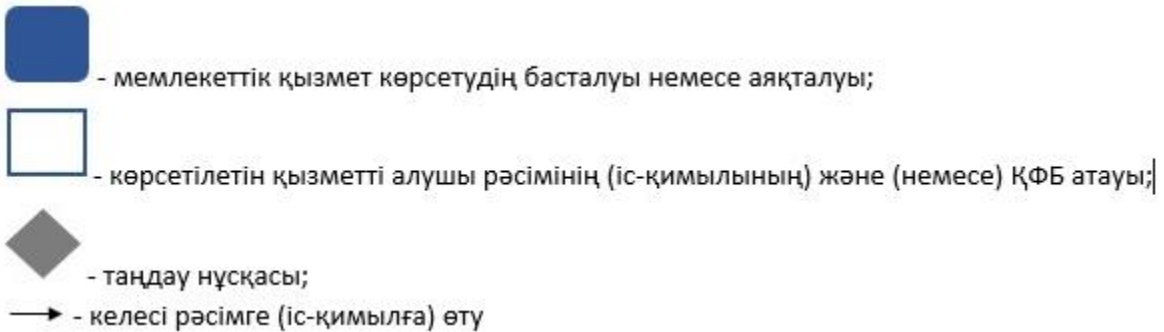 - мемлекеттік қызмет көрсетудің басталуы немесе аяқталуы;
- көрсетілетін қызметті алушы рәсімінің (іс-қимылының) және (немесе) ҚФБ атауы;
- таңдау нұсқасы;
- келесі рәсімге (іс-қимылға) өту